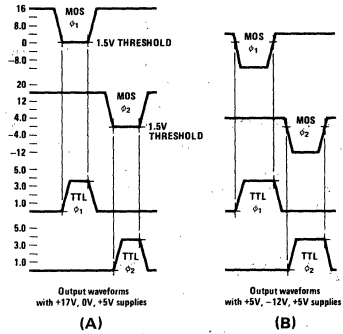 16
8.0
0
-8.0
MOS
ϕ1
1.5V THRESHOLD
MOS
ϕ1
20
12
4.0
-4.0
-12
MOS
ϕ2
1.5V
THRESHOLD
MOS
ϕ2
5.0
3.0
1.0
TTL
ϕ1
TTL
ϕ1
5.0
3.0
1.0
TTL
ϕ2
TTL
ϕ2
Output waveforms
with +17V, 0V, +5V supplies
(A)
Output waveforms
with +5V, -12V, +5V supplies
(B)